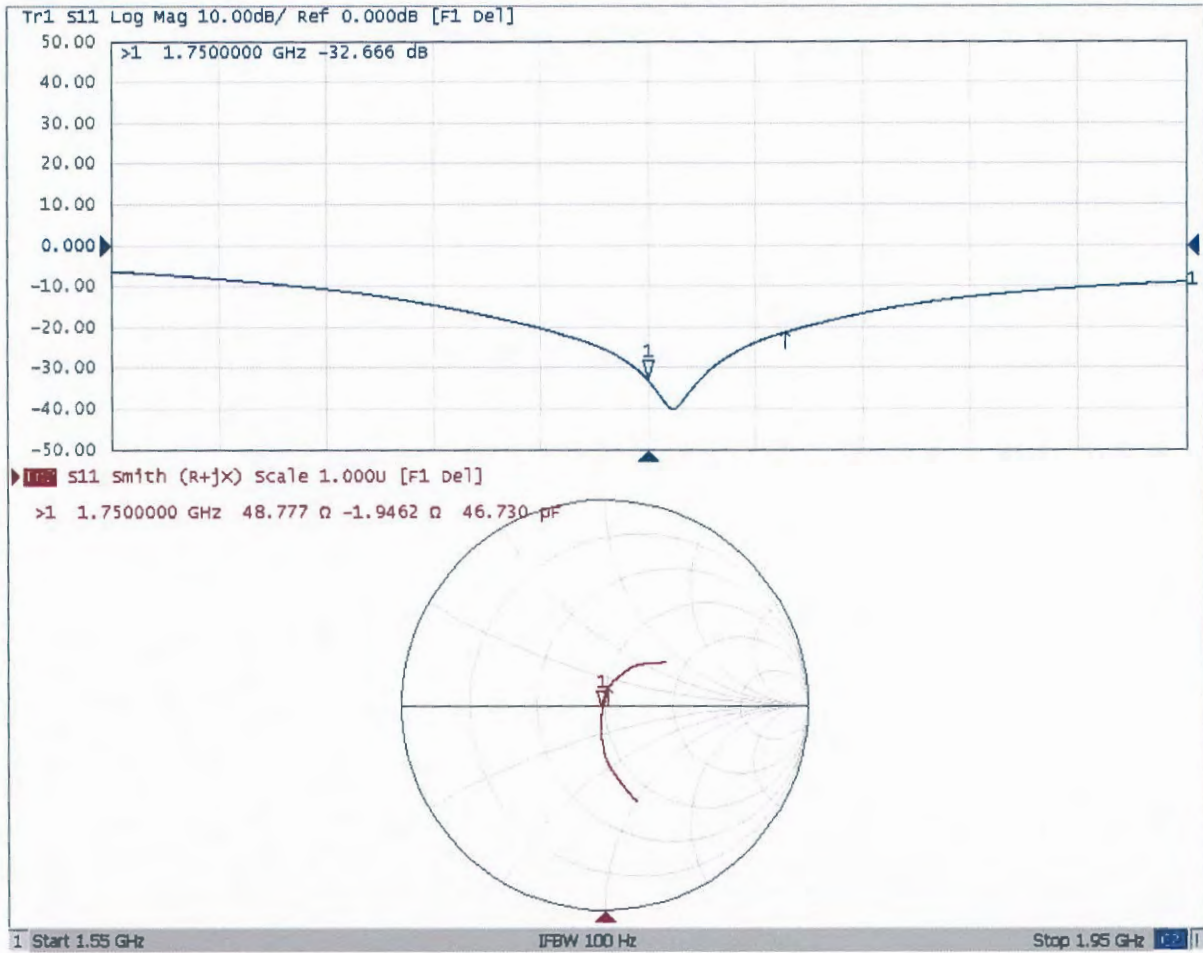 Tr1 S11 Log Mag 10.00dB/ Ref 0.000dB [F1 Del]
50.00
>1 1.7500000 GHz -32.666 dB
40.00
30.00
20.00
10.00
0.000
-10.00
1
-20.00
1
-30.00
-40.00
-50.00
S11 Smith (R+jX) Scale 1.000U [F1 Del]
>1 1.7500000 GHz 48.777 Ω -1.9462 Ω 46.730 pF
1
1 Start 1.55 GHz IFBW 100 Hz Stop 1.95 GHz